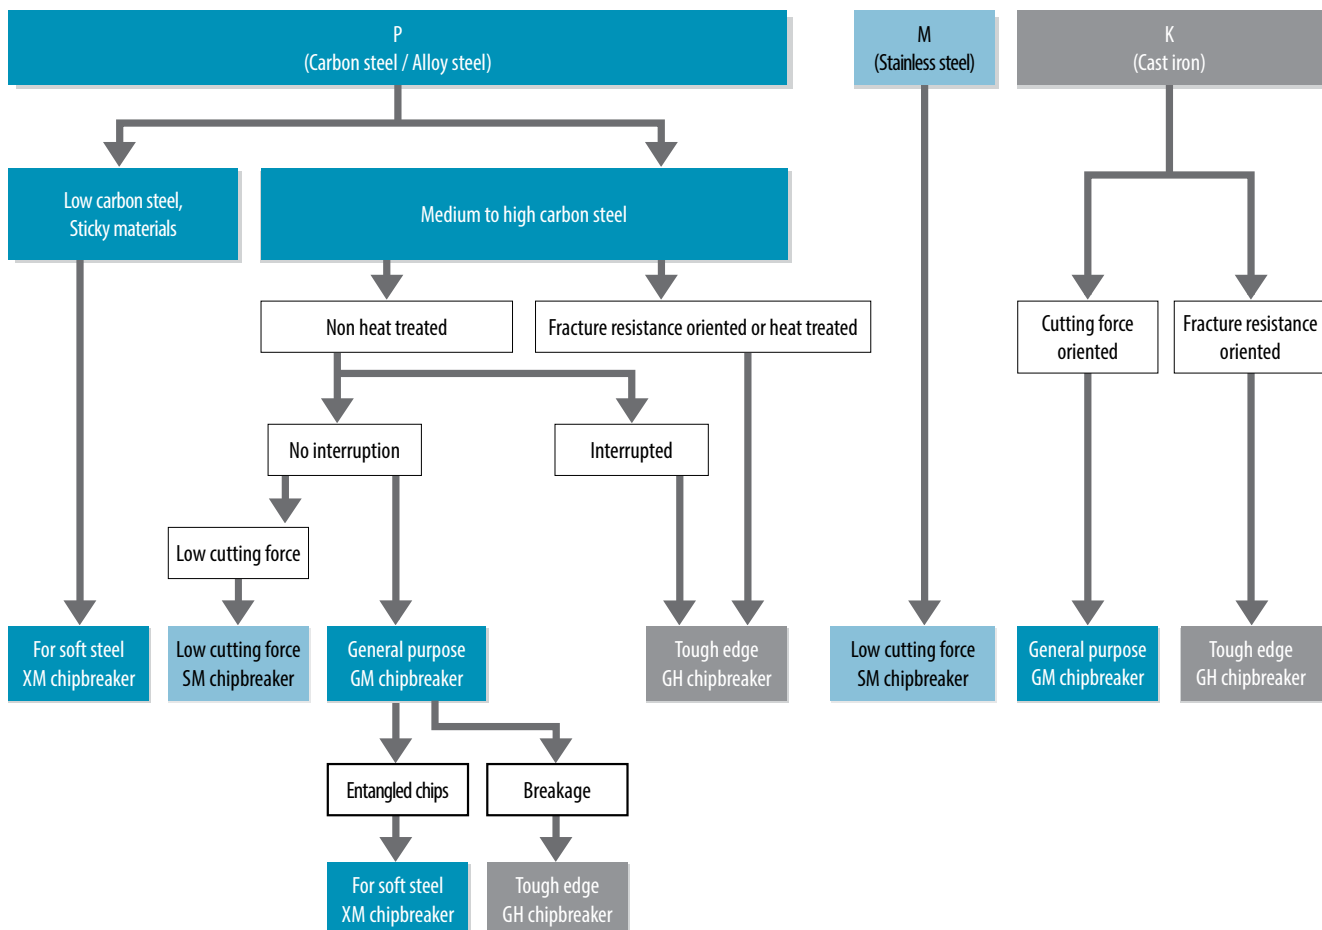 P
(Carbon steel / Alloy steel)
M
(Stainless steel)
K
(Cast iron)
Low carbon steel,
Sticky materials
Medium to high carbon steel
Non heat treated
Fracture resistance oriented or heat treated
Cutting force
oriented
Fracture resistance
oriented
No interruption
Interrupted
Low cutting force
For soft steel
XM chipbreaker
Low cutting force
SM chipbreaker
General purpose
GM chipbreaker
Tough edge
GH chipbreaker
Low cutting force
SM chipbreaker
General purpose
GM chipbreaker
Tough edge
GH chipbreaker
Entangled chips
Breakage
For soft steel
XM chipbreaker
Tough edge
GH chipbreaker